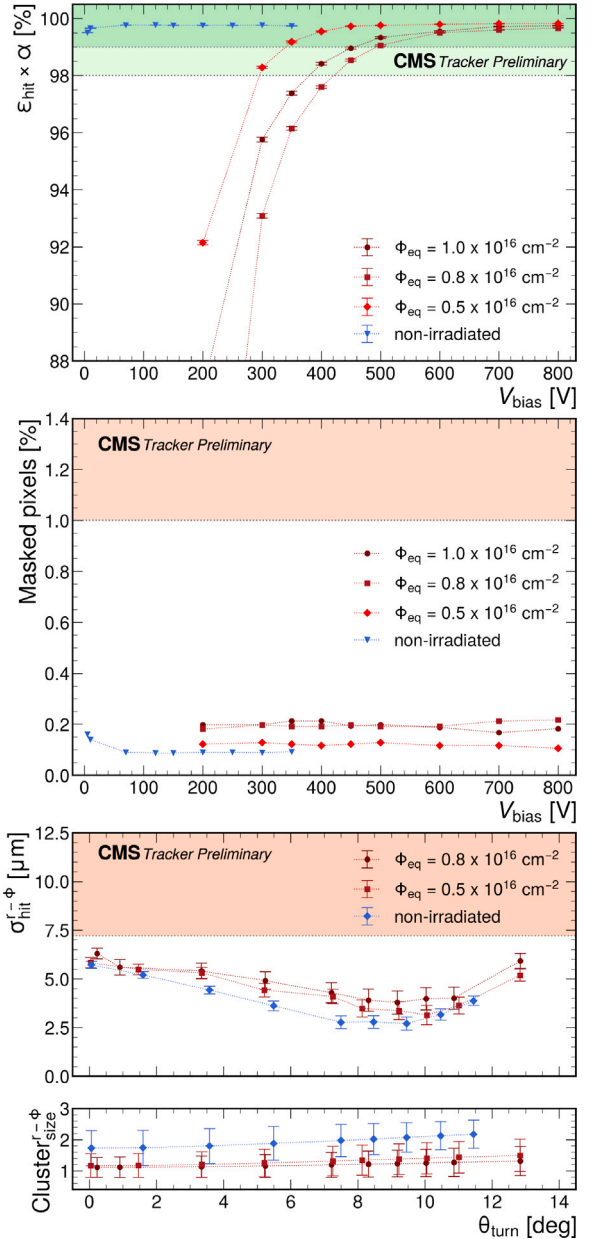 100
98
96
94
92
90
88
ε_hit × α [%]
CMS Tracker Preliminary
Φ_eq = 1.0 x 10^16 cm^−2
Φ_eq = 0.8 x 10^16 cm^−2
Φ_eq = 0.5 x 10^16 cm^−2
non-irradiated
0 100 200 300 400 500 600 700 800
V_bias [V]
1.4
1.2
1.0
0.8
0.6
0.4
0.2
0.0
Masked pixels [%]
CMS Tracker Preliminary
Φ_eq = 1.0 x 10^16 cm^−2
Φ_eq = 0.8 x 10^16 cm^−2
Φ_eq = 0.5 x 10^16 cm^−2
non-irradiated
0 100 200 300 400 500 600 700 800
V_bias [V]
12.5
10.0
7.5
5.0
2.5
0.0
σ_hit^r−Φ [μm]
CMS Tracker Preliminary
Φ_eq = 0.8 x 10^16 cm^−2
Φ_eq = 0.5 x 10^16 cm^−2
non-irradiated
3
2
1
Cluster_size^r−Φ
0 2 4 6 8 10 12 14
θ_turn [deg]